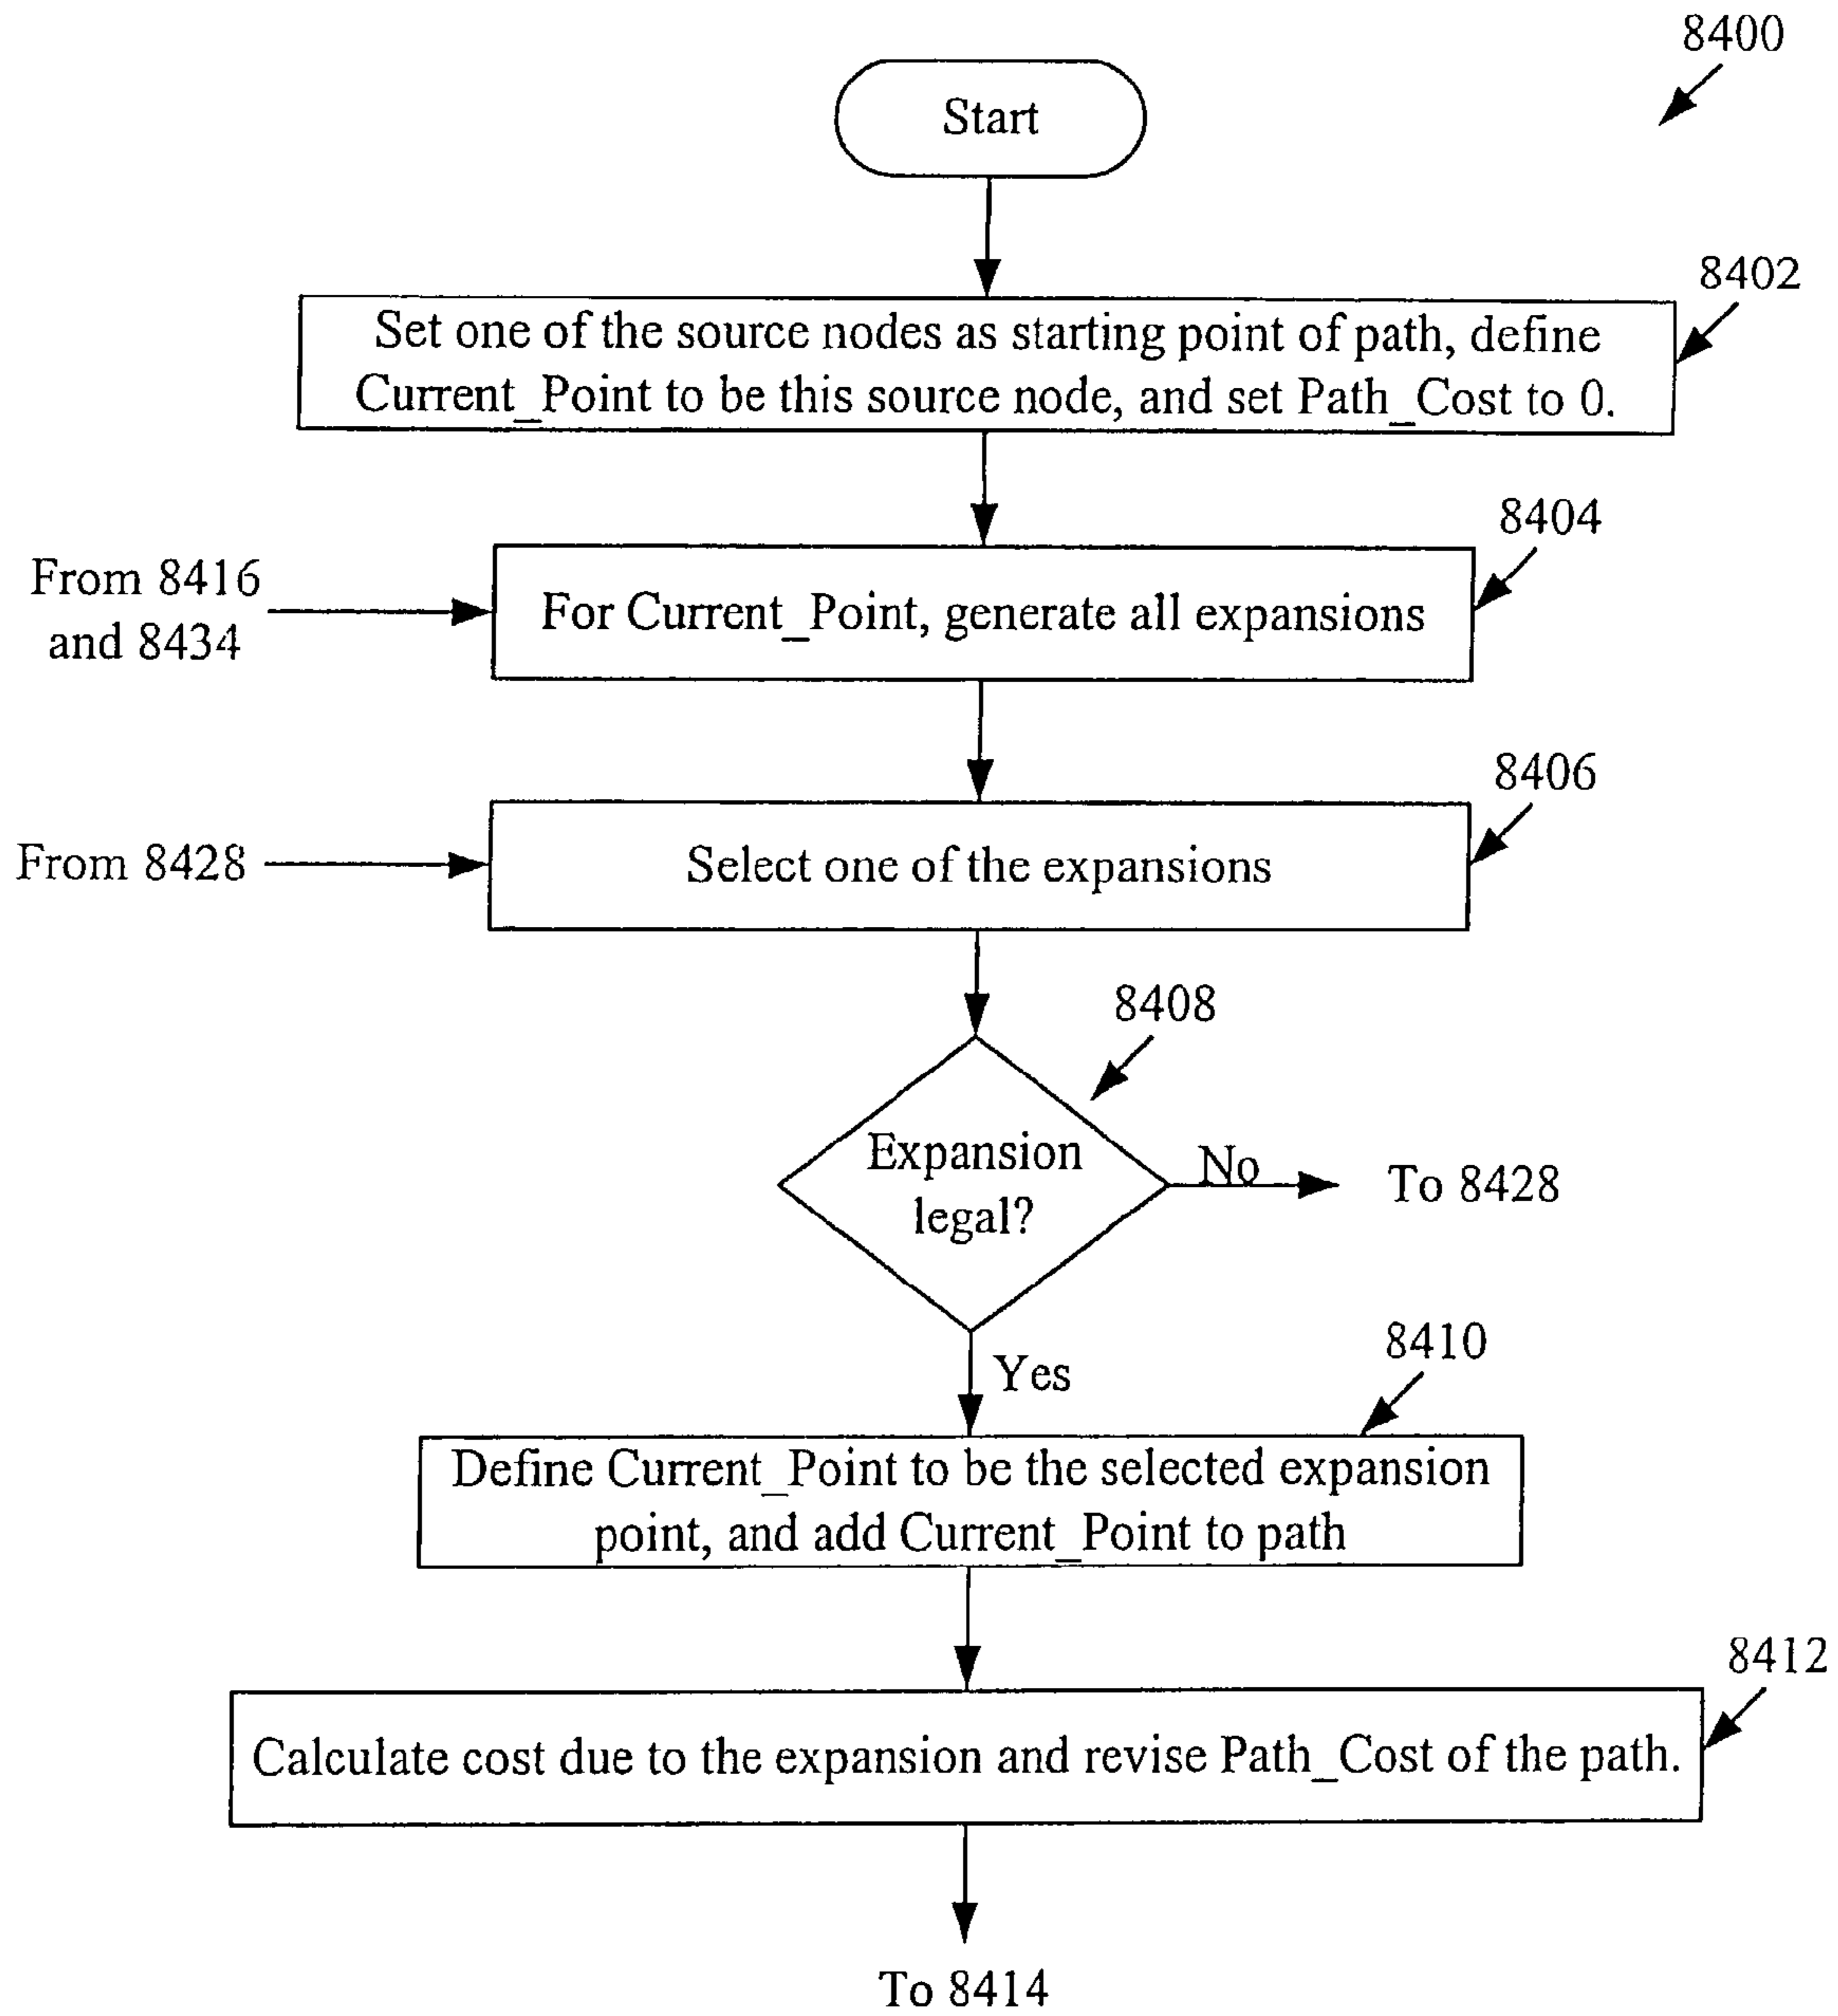 8400
Start
8402
Set one of the source nodes as starting point of path, define
Current_Point to be this source node, and set Path_Cost to 0.
8404
From 8416
and 8434
For Current_Point, generate all expansions
8406
From 8428
Select one of the expansions
8408
Expansion
legal?
No
To 8428
Yes
8410
Define Current_Point to be the selected expansion
point, and add Current_Point to path
8412
Calculate cost due to the expansion and revise Path_Cost of the path.
To 8414